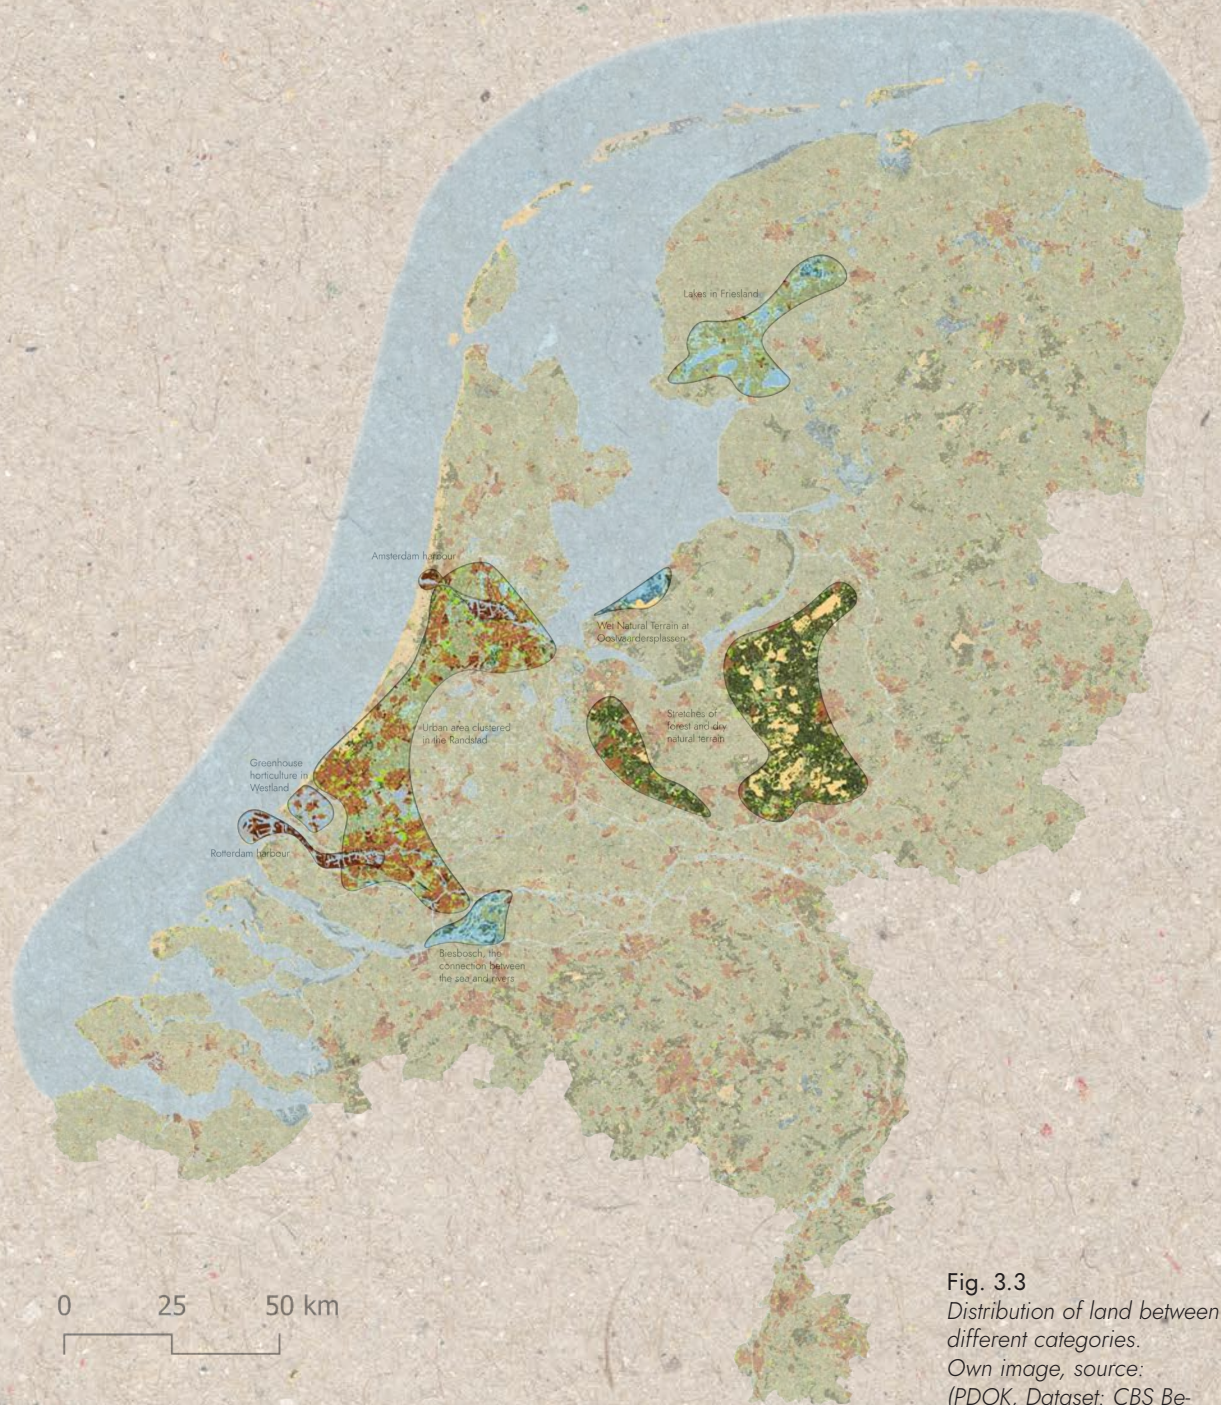 Lakes in Friesland
Amsterdam harbour
Wet Natural Terrain at
Oostvaardersplassen
Urban area clustered
in the Randstad
Stretches of
forest and dry
natural terrain
Greenhouse
horticulture in
Westland
Rotterdam harbour
Biesbosch, the
connection between
the sea and rivers
0 25 50 km
Fig. 3.3
Distribution of land between
different categories.
Own image, source:
(PDOK, Dataset: CBS Be-